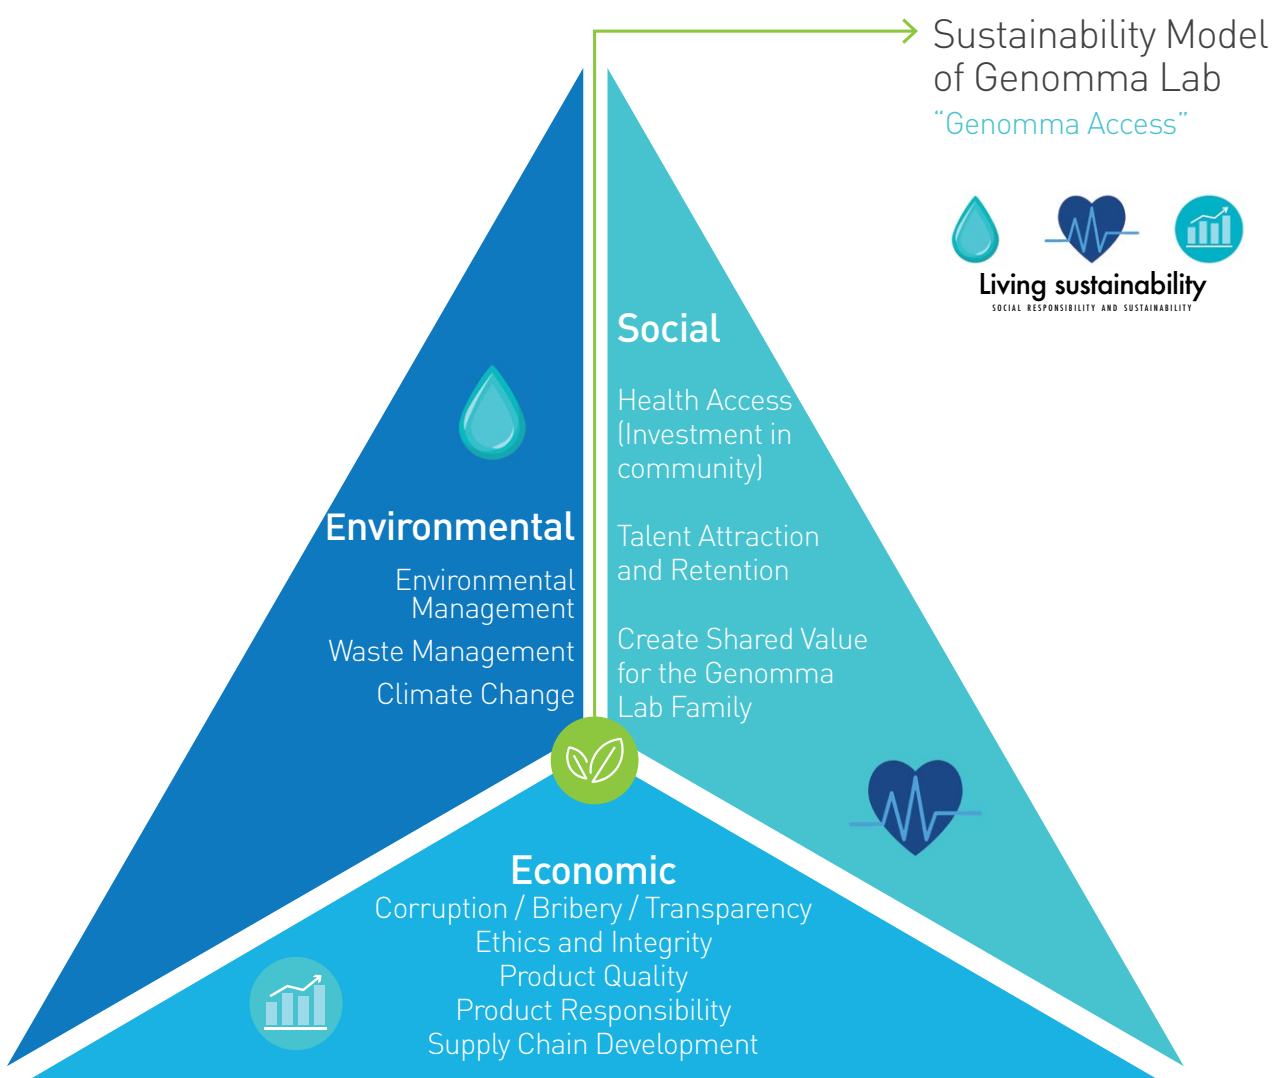 Sustainability Model
of Genomma Lab
“Genomma Access”
Living sustainability
SOCIAL RESPONSIBILITY AND SUSTAINABILITY
Social
Health Access
(Investment in
community)
Talent Attraction
and Retention
Create Shared Value
for the Genomma
Lab Family
Environmental
Environmental
Management
Waste Management
Climate Change
Economic
Corruption / Bribery / Transparency
Ethics and Integrity
Product Quality
Product Responsibility
Supply Chain Development